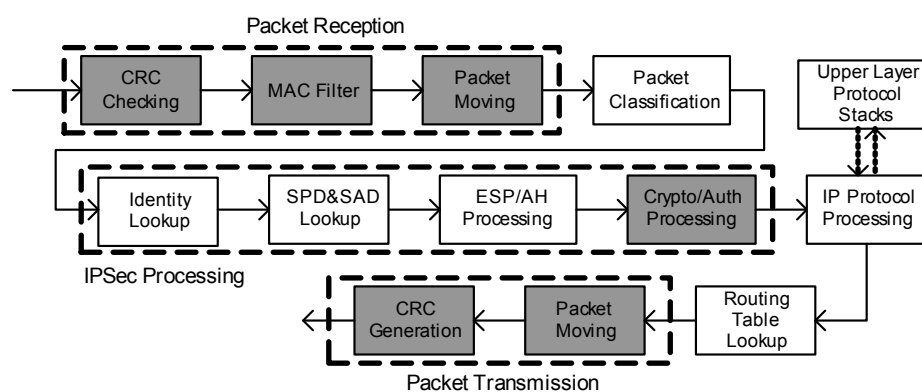 Packet Reception
CRC
Checking
MAC Filter
Packet
Moving
Packet
Classification
Upper Layer
Protocol
Stacks
Identity
Lookup
SPD&SAD
Lookup
ESP/AH
Processing
Crypto/Auth
Processing
IP Protocol
Processing
IPSec Processing
CRC
Generation
Packet
Moving
Routing
Table
Lookup
Packet Transmission